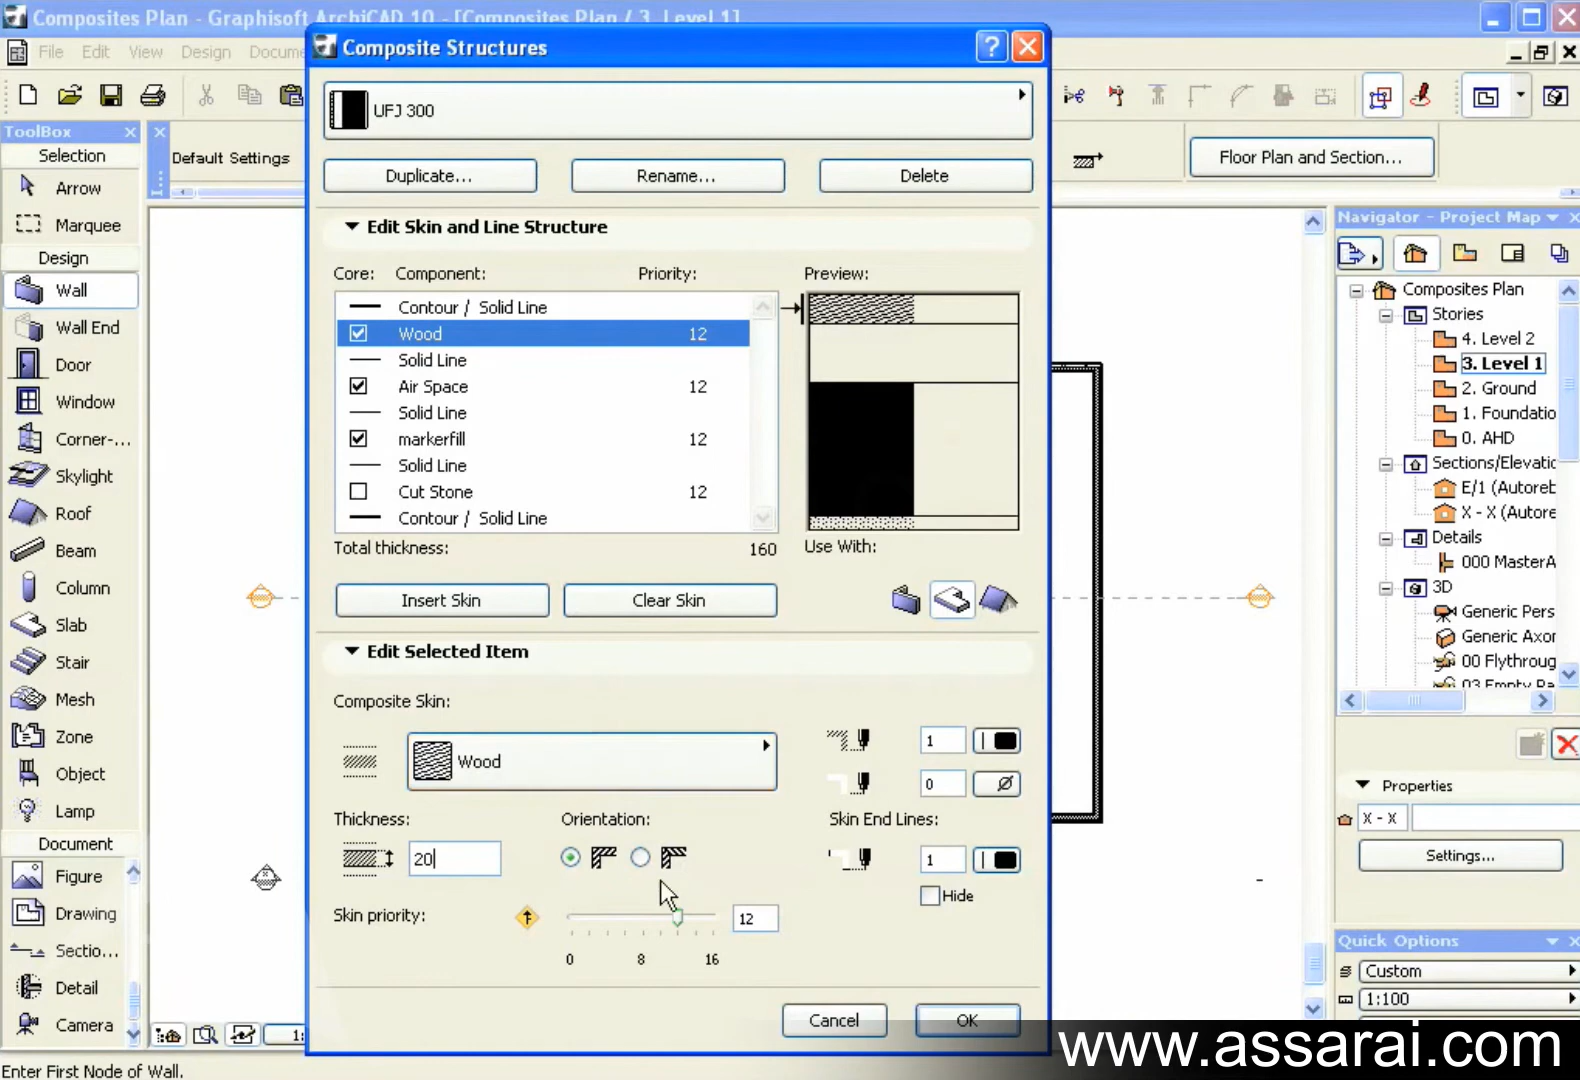 Composites Plan - Graphisoft ArchiCAD 10 - [Composites Plan / 3. Level 1]
File Edit View Design
Composite Structures
UFJ 300
Duplicate...
Rename...
Delete
Edit Skin and Line Structure
Core:
Component:
Priority:
Preview:
Contour / Solid Line
Wood 12
Solid Line
Air Space 12
Solid Line
markerfill 12
Solid Line
Cut Stone 12
Contour / Solid Line
Total thickness: 160
Use With:
Insert Skin
Clear Skin
Edit Selected Item
Composite Skin:
Wood
1
0
Thickness:
20
Orientation:
Skin End Lines:
1
Hide
Skin priority:
12
0 8 16
Cancel
OK
ToolBox
Selection
Arrow
Marquee
Design
Wall
Wall End
Door
Window
Corner-...
Skylight
Roof
Beam
Column
Slab
Stair
Mesh
Zone
Object
Lamp
Document
Figure
Drawing
Sectio...
Detail
Camera
Default Settings
Floor Plan and Section...
Navigator - Project Map
Composites Plan
Stories
4. Level 2
3. Level 1
2. Ground
1. Foundatio
0. AHD
Sections/Elevatio
E/1 (Autoreb
X - X (Autore
Details
000 MasterA
3D
Generic Pers
Generic Axor
00 Flythroug
Properties
X - X
Settings...
Quick Options
Custom
1:100
Enter First Node of Wall.
www.assarai.com